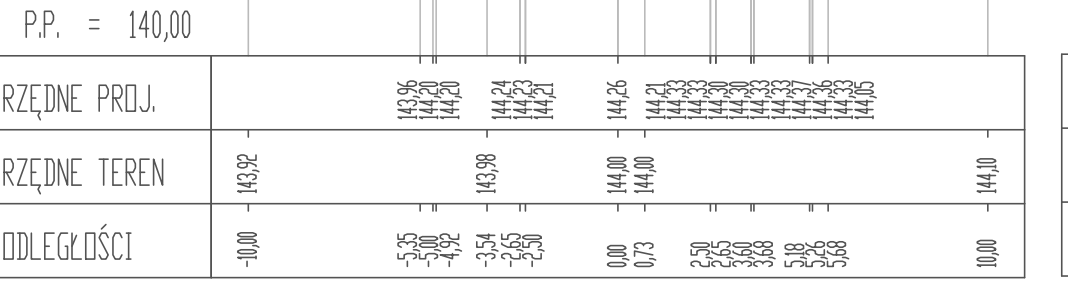 P.P. = 140,00
RZĘDNE PROJ. 143,96 144,20 144,20 144,24 144,23 144,21 144,26 144,21 144,33 144,33 144,30 144,30 144,33 144,33 144,37 144,36 144,33 144,05
RZĘDNE TEREN 143,92 143,98 144,00 144,00 144,10
ODLEGŁOŚCI -10,00 -5,35 -5,00 -4,92 -3,54 -2,65 -2,50 0,00 0,73 2,50 2,65 3,60 3,68 5,18 5,26 5,68 10,00